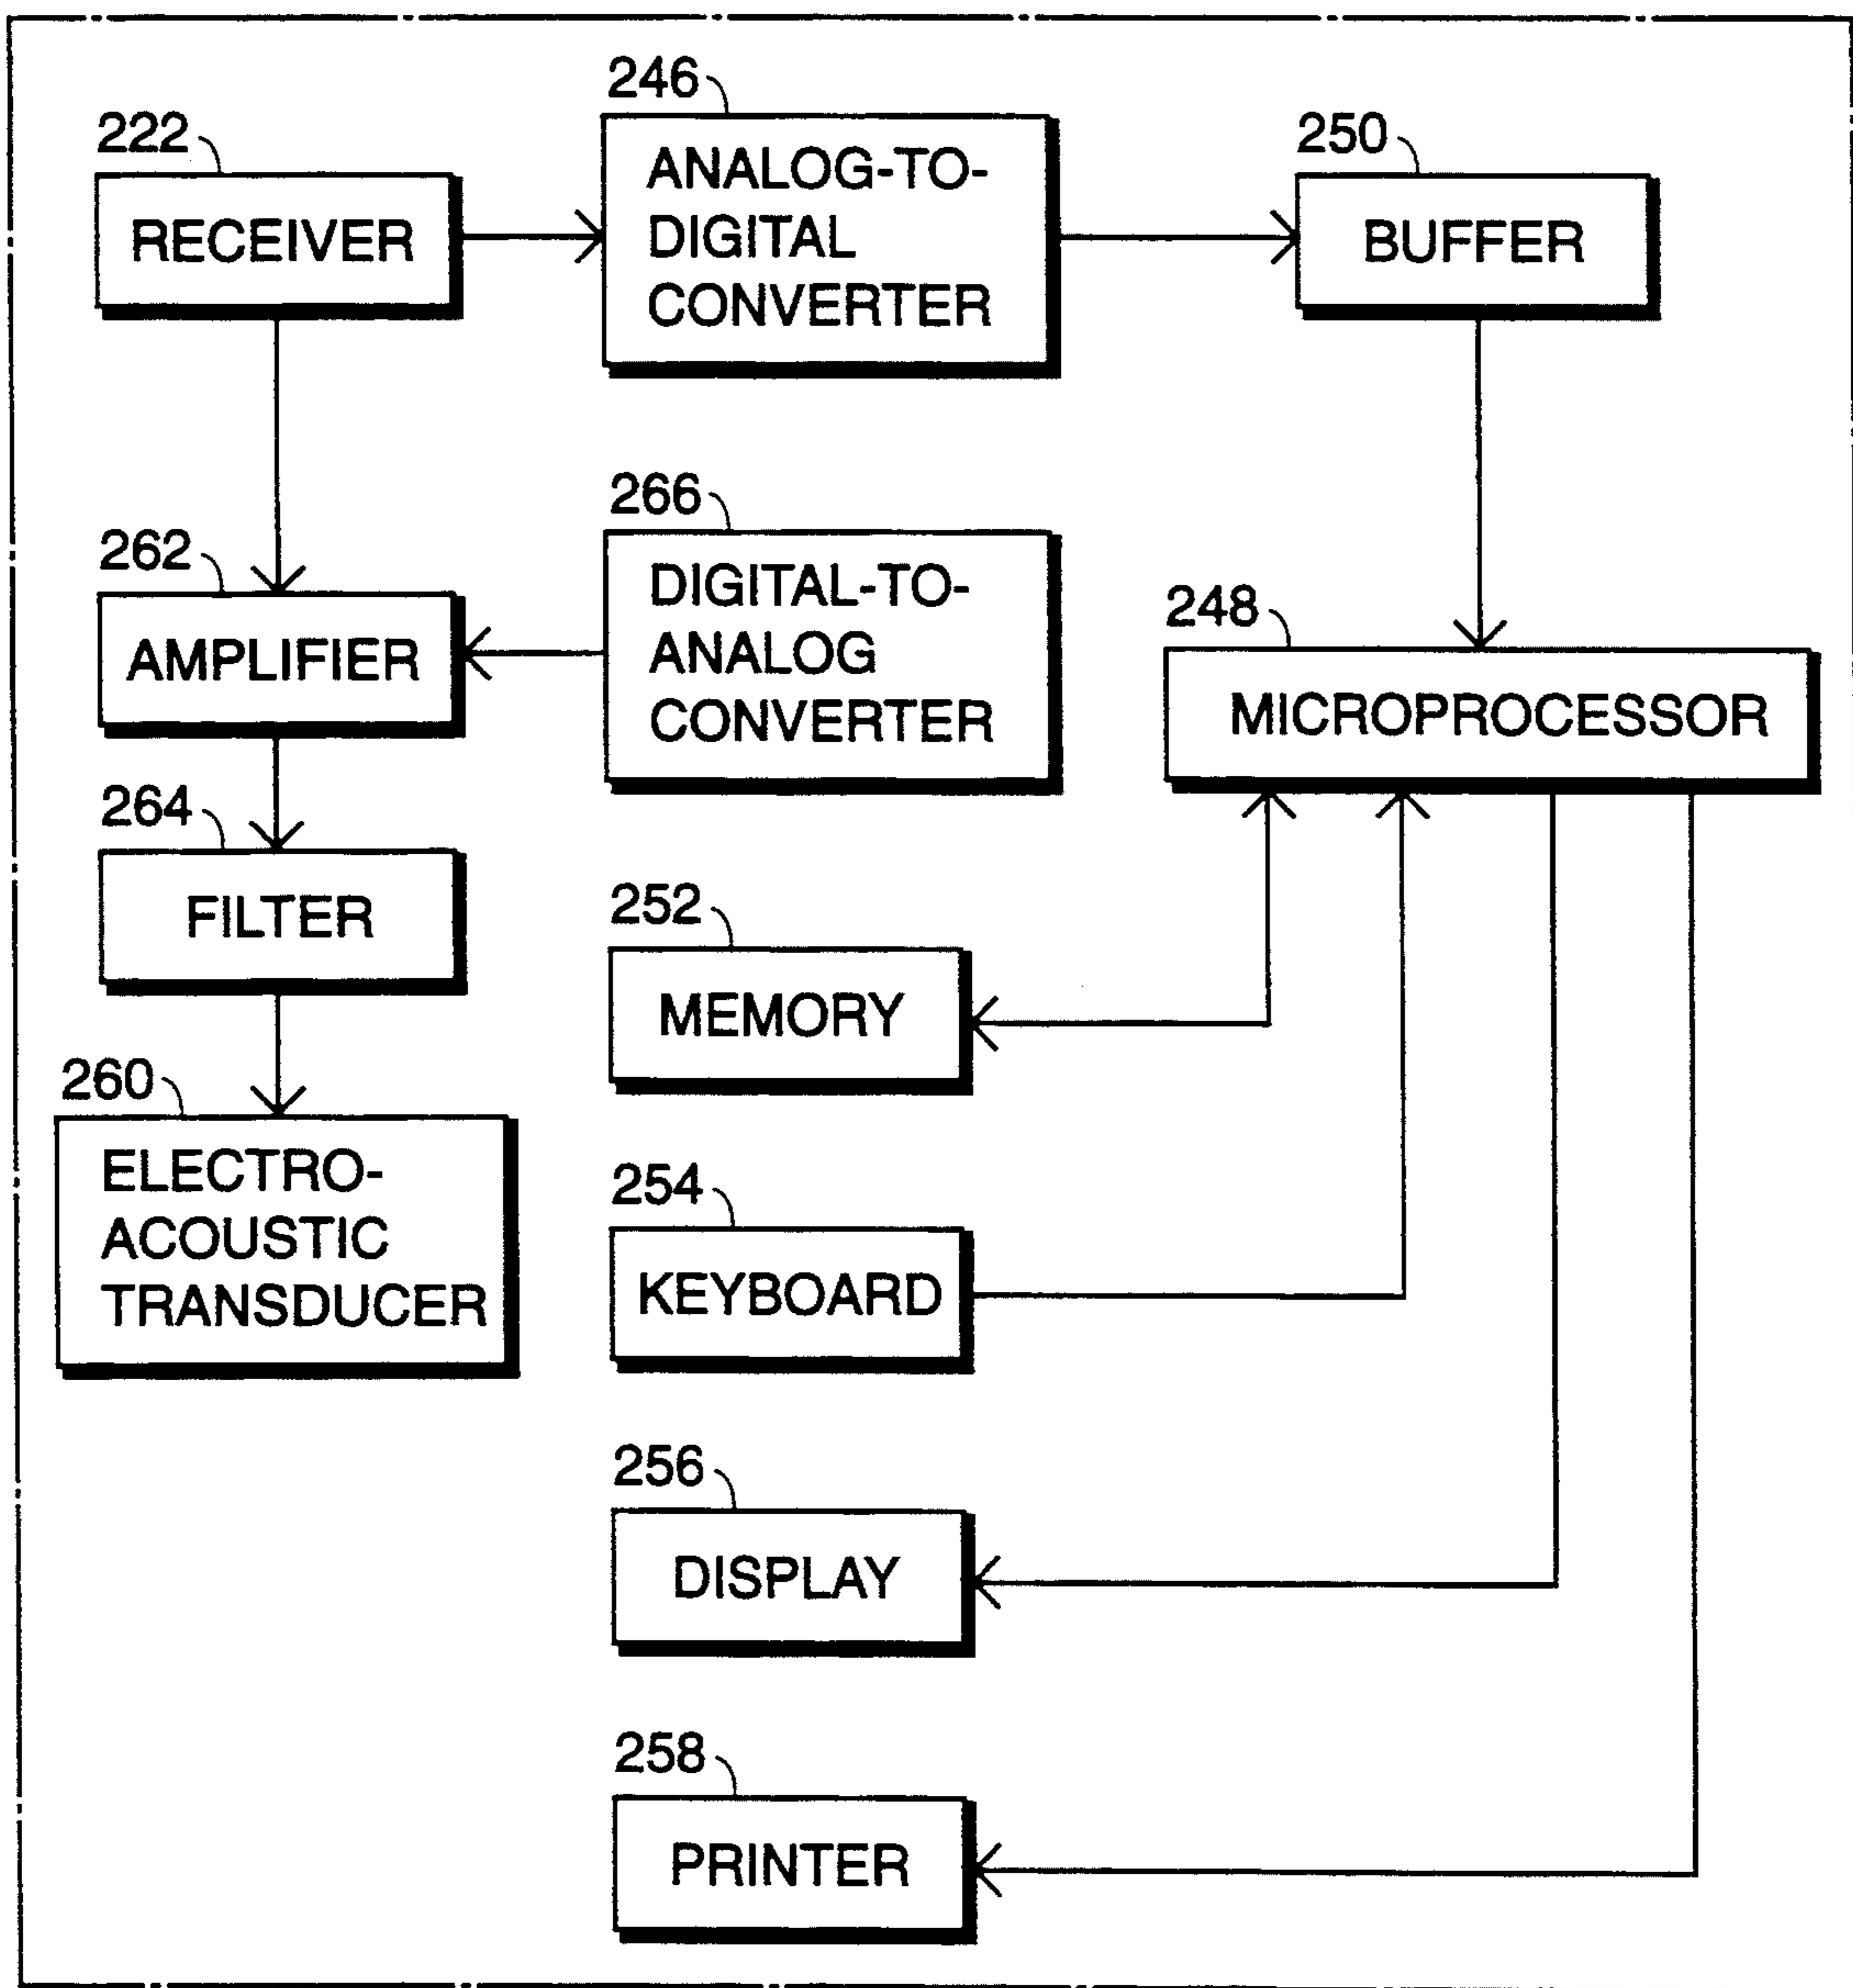 246
222
250
ANALOG-TO-
DIGITAL
CONVERTER
RECEIVER
BUFFER
266
262
248
DIGITAL-TO-
ANALOG
CONVERTER
AMPLIFIER
MICROPROCESSOR
264
FILTER
252
MEMORY
260
ELECTRO-
ACOUSTIC
TRANSDUCER
254
KEYBOARD
256
DISPLAY
258
PRINTER